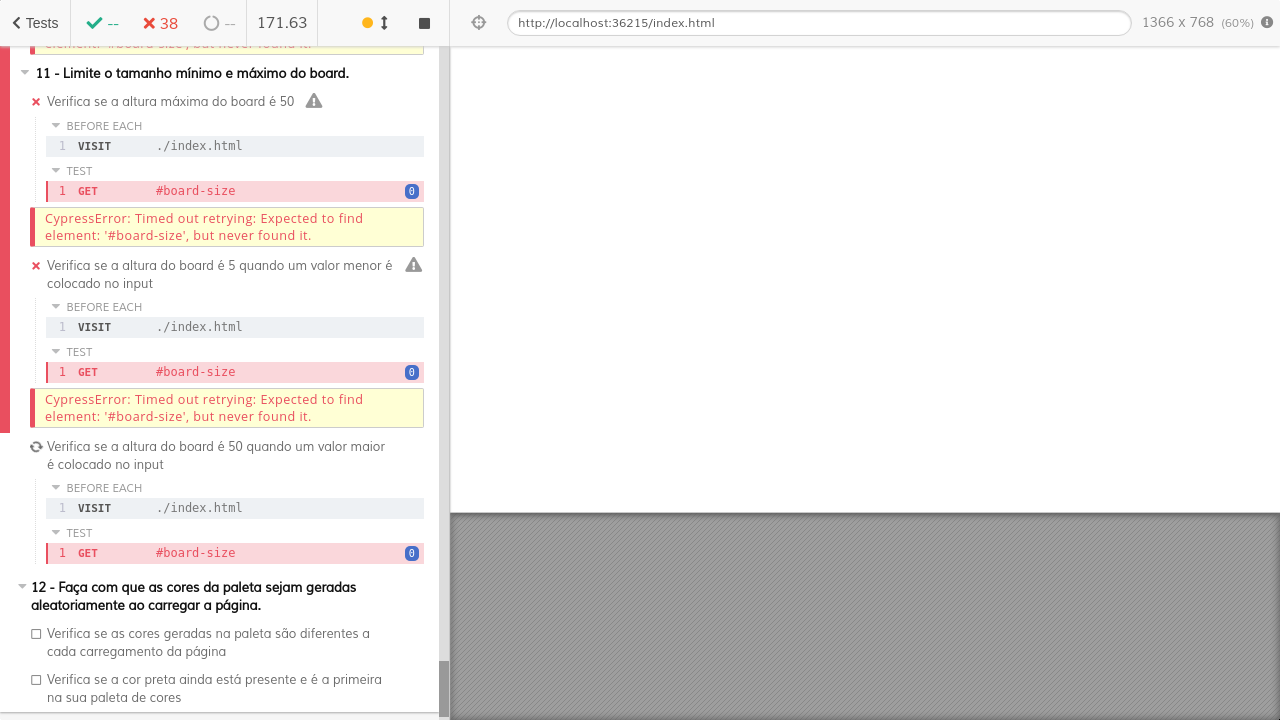 Tests
--
38
--
171.63
http://localhost:36215/index.html
1366 x 768 (60%)
element: '#board-size', but never found it.
11 - Limite o tamanho mínimo e máximo do board.
Verifica se a altura máxima do board é 50
BEFORE EACH
1 VISIT ./index.html
TEST
1 GET #board-size 0
CypressError: Timed out retrying: Expected to find
element: '#board-size', but never found it.
Verifica se a altura do board é 5 quando um valor menor é
colocado no input
BEFORE EACH
1 VISIT ./index.html
TEST
1 GET #board-size 0
CypressError: Timed out retrying: Expected to find
element: '#board-size', but never found it.
Verifica se a altura do board é 50 quando um valor maior
é colocado no input
BEFORE EACH
1 VISIT ./index.html
TEST
1 GET #board-size 0
12 - Faça com que as cores da paleta sejam geradas
aleatoriamente ao carregar a página.
Verifica se as cores geradas na paleta são diferentes a
cada carregamento da página
Verifica se a cor preta ainda está presente e é a primeira
na sua paleta de cores